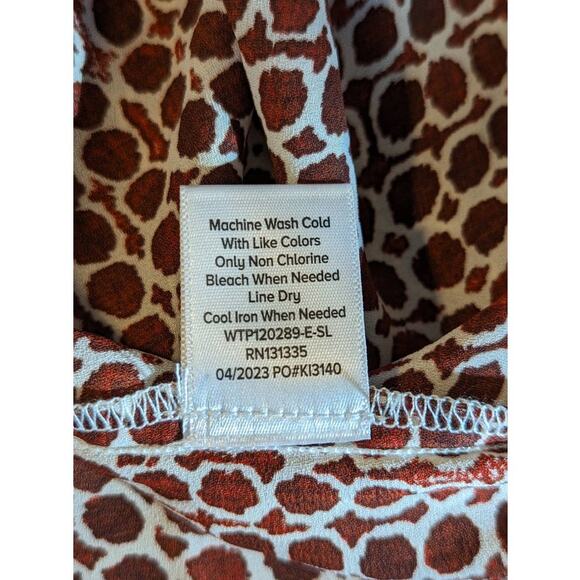 Machine Wash Cold
With Like Colors
Only Non Chlorine
Bleach When Needed
Line Dry
Cool Iron When Needed
WTP120289-E-SL
RN131335
04/2023 PO#KI3140